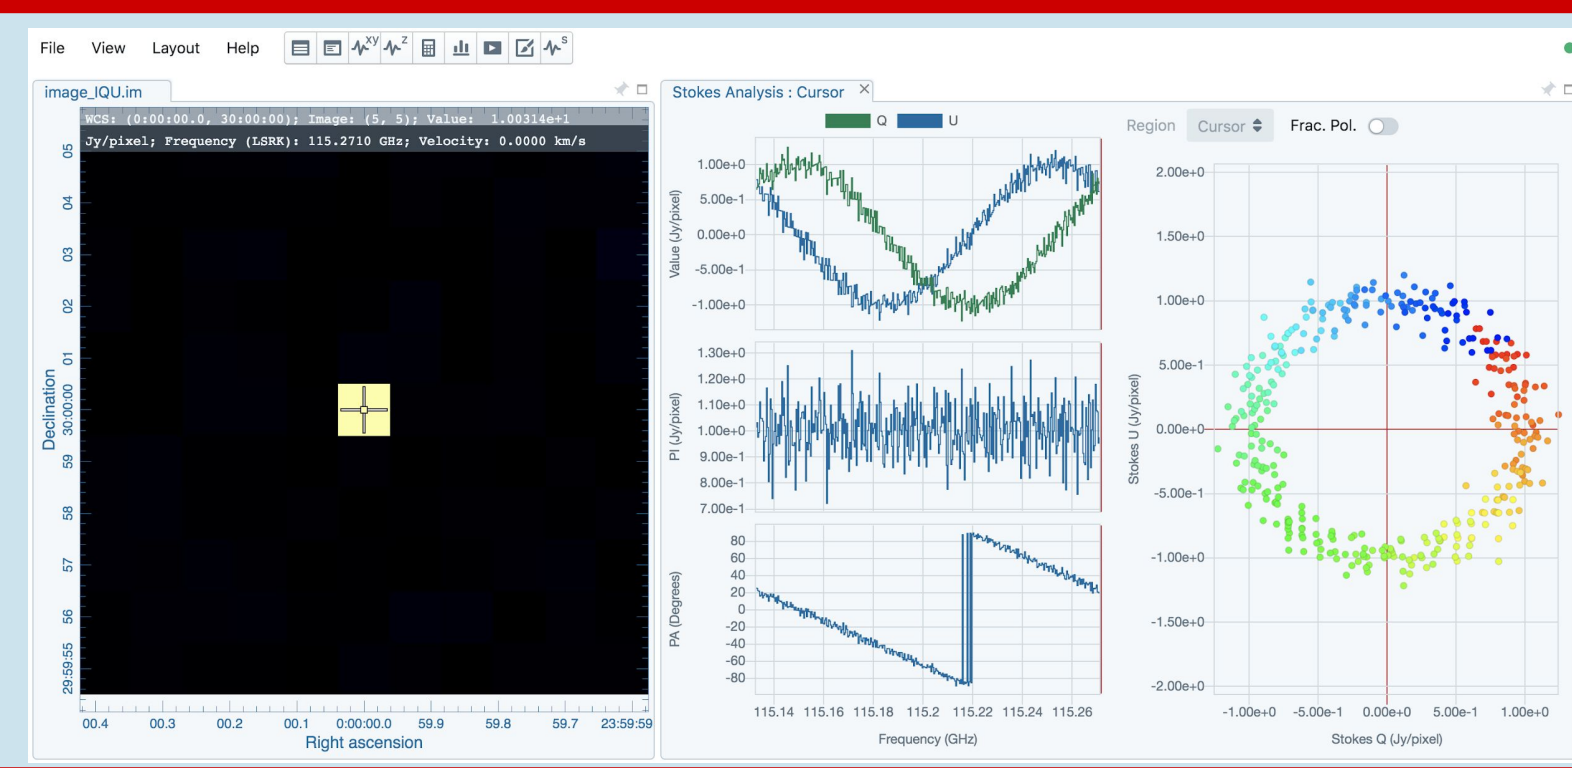 File View Layout Help xy z s
image_IQU.im
WCS: (0:00:00.0, 30:00:00); Image: (5, 5); Value: 1.00314e+1
Jy/pixel; Frequency (LSRK): 115.2710 GHz; Velocity: 0.0000 km/s
Declination
05
04
03
02
01
30:00:00
59
58
57
56
29:59:55
00.4 00.3 00.2 00.1 0:00:00.0 59.9 59.8 59.7 23:59:59
Right ascension
Stokes Analysis : Cursor
Q U
Value (Jy/pixel)
1.00e+0
5.00e-1
0.00e+0
-5.00e-1
-1.00e+0
PI (Jy/pixel)
1.30e+0
1.20e+0
1.10e+0
1.00e+0
9.00e-1
8.00e-1
7.00e-1
PA (Degrees)
80
60
40
20
0
-20
-40
-60
-80
115.14 115.16 115.18 115.2 115.22 115.24 115.26
Frequency (GHz)
Region Cursor Frac. Pol.
Stokes U (Jy/pixel)
2.00e+0
1.50e+0
1.00e+0
5.00e-1
0.00e+0
-5.00e-1
-1.00e+0
-1.50e+0
-2.00e+0
-1.00e+0 -5.00e-1 0.00e+0 5.00e-1 1.00e+0
Stokes Q (Jy/pixel)